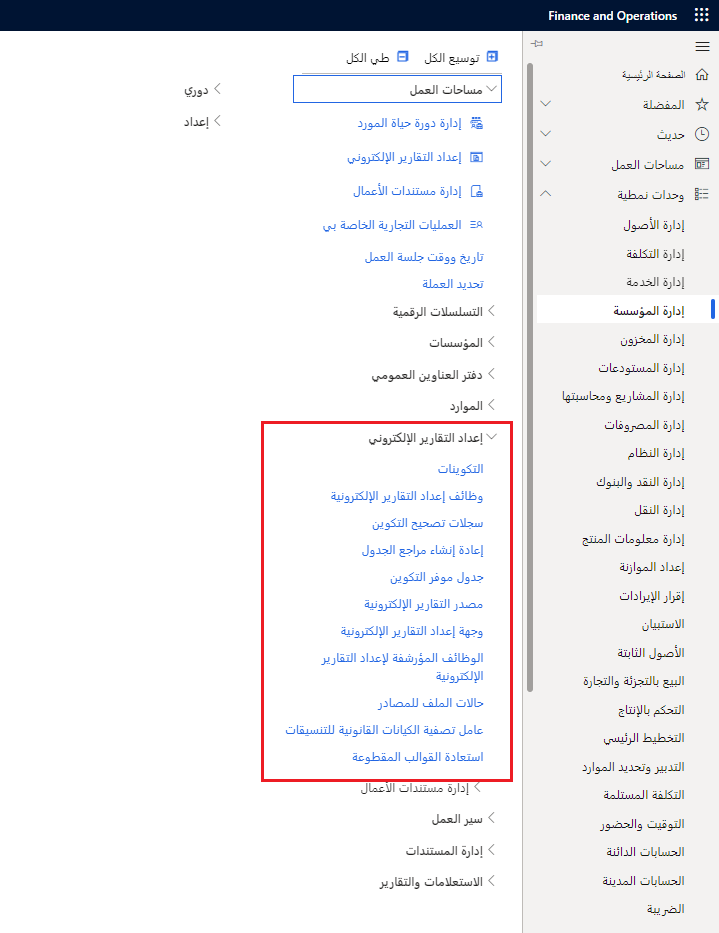 Finance and Operations
الصفحة الرئيسية
المفضلة
حديث
مساحات العمل
وحدات نمطية
إدارة الأصول
إدارة التكلفة
إدارة الخدمة
إدارة المؤسسة
إدارة المخزون
إدارة المستودعات
إدارة المشاريع ومحاسبتها
إدارة المصروفات
إدارة النظام
إدارة النقد والبنوك
إدارة النقل
إدارة معلومات المنتج
إعداد الموازنة
إقرار الإيرادات
الاستبيان
الأصول الثابتة
البيع بالتجزئة والتجارة
التحكم بالإنتاج
التخطيط الرئيسي
التدبير وتحديد الموارد
التكلفة المستلمة
التوقيت والحضور
الحسابات الدائنة
الحسابات المدينة
الضريبة
توسيع الكل
طي الكل
مساحات العمل
إدارة دورة حياة المورد
إعداد التقارير الإلكتروني
إدارة مستندات الأعمال
العمليات التجارية الخاصة بي
تاريخ ووقت جلسة العمل
تحديد العملة
التسلسلات الرقمية
المؤسسات
دفتر العناوين العمومي
الموارد
إعداد التقارير الإلكتروني
التكوينات
وظائف إعداد التقارير الإلكترونية
سجلات تصحيح التكوين
إعادة إنشاء مراجع الجدول
جدول موفر التكوين
مصدر التقارير الإلكترونية
وجهة إعداد التقارير الإلكترونية
الوظائف المؤرشفة لإعداد التقارير
الإلكترونية
حالات الملف للمصادر
عامل تصفية الكيانات القانونية للتنسيقات
استعادة القوالب المقطوعة
إدارة مستندات الأعمال
سير العمل
إدارة المستندات
الاستعلامات والتقارير
دوري
إعداد